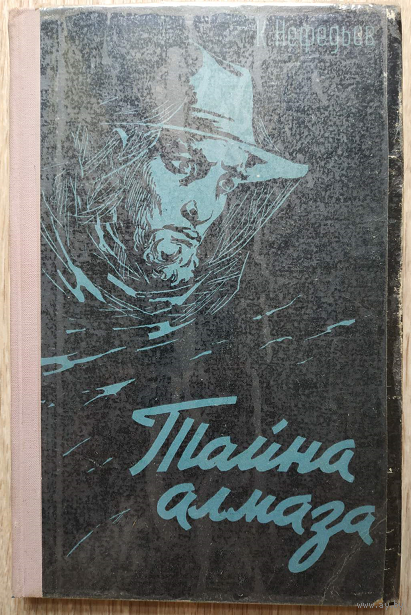 К. Нефедьев
Тайна
алмаза